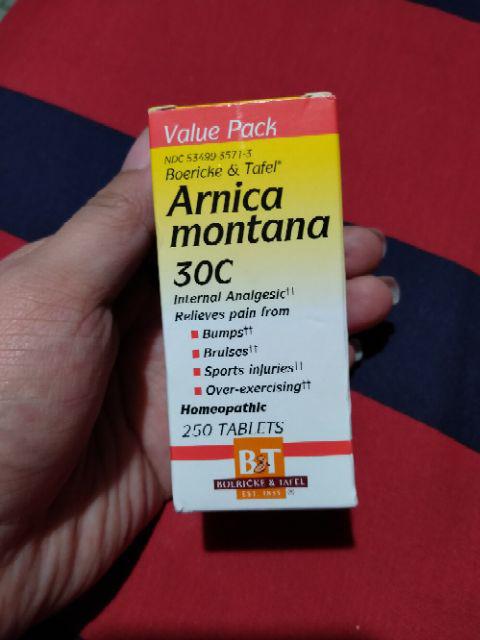 Value Pack
NDC 53499-3571-3
Boericke & Tafel®
Arnica
montana
30C
Internal Analgesic††
Relieves pain from
Bumps††
Bruises††
Sports injuries††
Over-exercising††
Homeopathic
250 TABLETS
B&T
BOERICKE & TAFEL
EST. 1835 ®